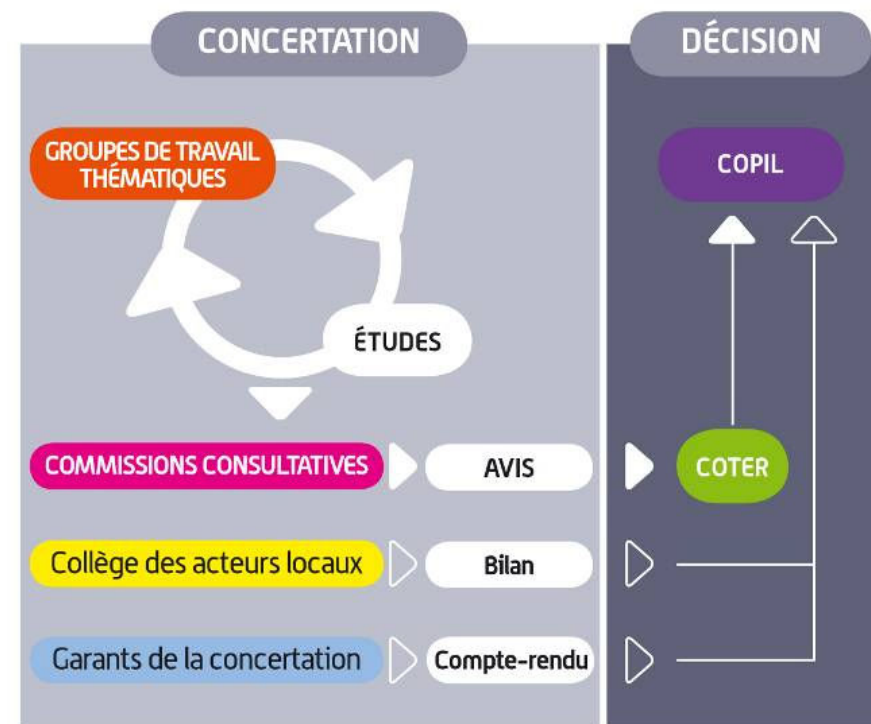 CONCERTATION
DÉCISION
GROUPES DE TRAVAIL
THÉMATIQUES
COPIL
ÉTUDES
COMMISSIONS CONSULTATIVES
AVIS
COTER
Collège des acteurs locaux
Bilan
Garants de la concertation
Compte-rendu